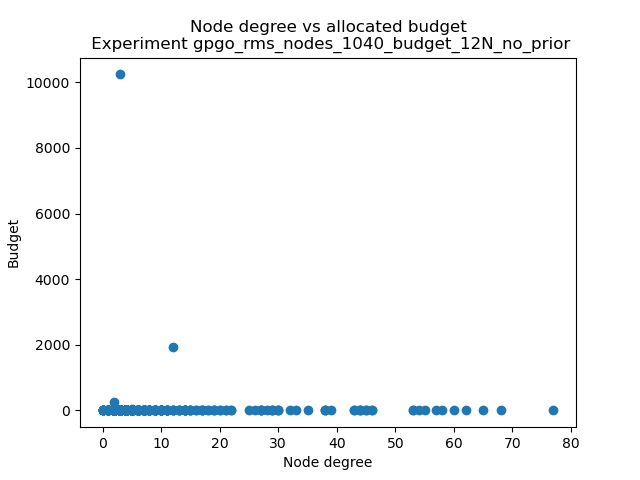 Node degree vs allocated budget
Experiment gpgo_rms_nodes_1040_budget_12N_no_prior
10000
8000
6000
4000
2000
0
Budget
0 10 20 30 40 50 60 70 80
Node degree